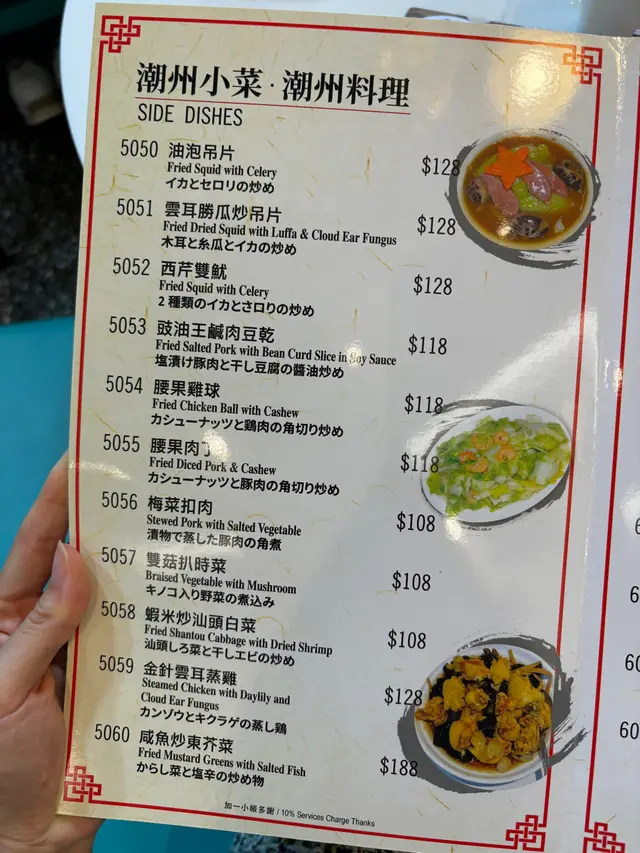 潮州小菜·潮州料理
SIDE DISHES
5050 油泡吊片 $128
Fried Squid with Celery
イカとセロリの炒め
5051 雲耳勝瓜炒吊片 $128
Fried Dried Squid with Luffa & Cloud Ear Fungus
木耳と糸瓜とイカの炒め
5052 西芹雙魷 $128
Fried Squid with Celery
2種類のイカとさロりの炒め
5053 豉油王鹹肉豆乾 $118
Fried Salted Pork with Bean Curd Slice in Soy Sauce
塩漬け豚肉と干し豆腐の醬油炒め
5054 腰果雞球 $118
Fried Chicken Ball with Cashew
カシューナッツと鶏肉の角切り炒め
5055 腰果肉丁 $118
Fried Diced Pork & Cashew
カシューナッツと豚肉の角切り炒め
5056 梅菜扣肉 $108
Stewed Pork with Salted Vegetable
漬物で蒸した豚肉の角煮
5057 雙菇扒時菜 $108
Braised Vegetable with Mushroom
キノコ入り野菜の煮込み
5058 蝦米炒汕頭白菜 $108
Fried Shantou Cabbage with Dried Shrimp
汕頭しろ菜と干しエビの炒め
5059 金針雲耳蒸雞 $128
Steamed Chicken with Daylily and
Cloud Ear Fungus
カンゾウとキクラゲの蒸し鶏
5060 咸魚炒東芥菜 $188
Fried Mustard Greens with Salted Fish
からし菜と塩辛の炒め物
加一小帳多謝 / 10% Services Charge Thanks